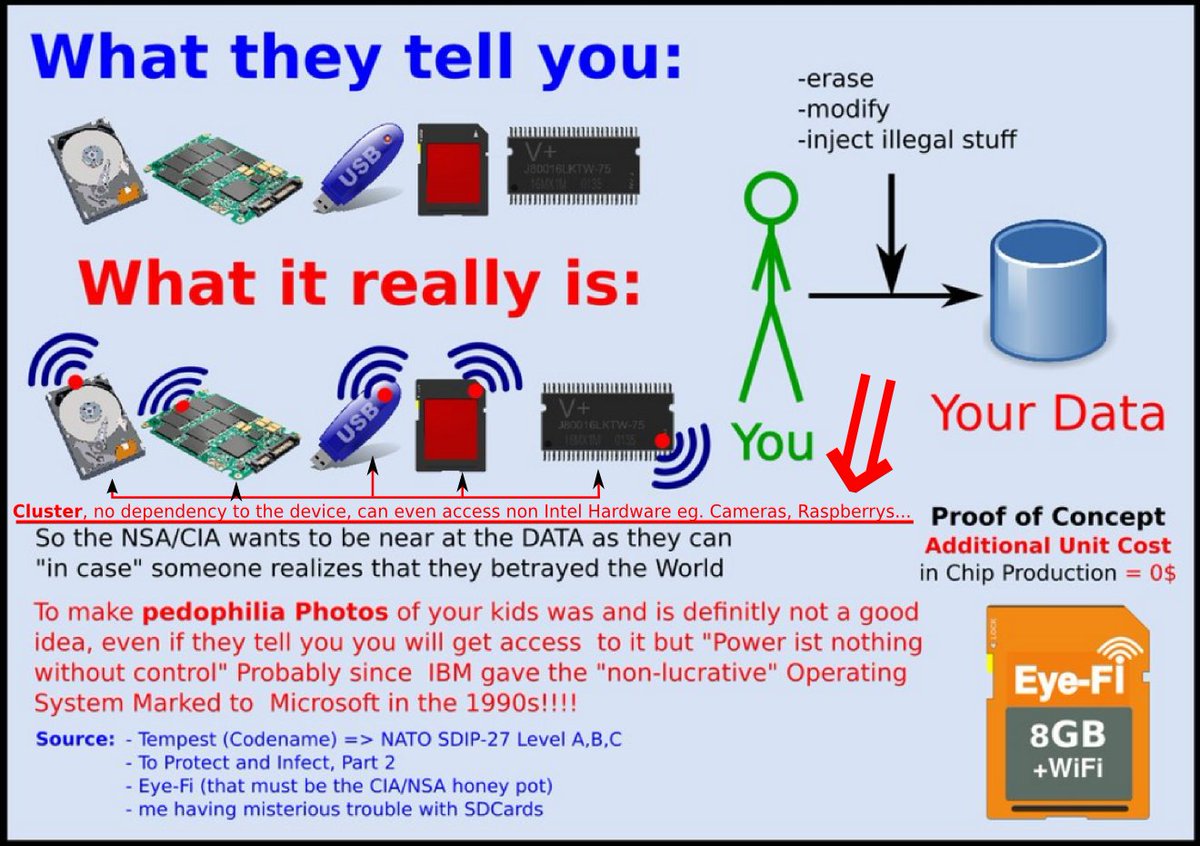 What they tell you:
-erase
-modify
-inject illegal stuff
USB
V+
J80016LKTW-75
16MX1M 0135
What it really is:
USB
V+
J80016LKTW-75
16MX1M 0135
You
Your Data
Cluster, no dependency to the device, can even access non Intel Hardware eg. Cameras, Raspberrys...
So the NSA/CIA wants to be near at the DATA as they can
"in case" someone realizes that they betrayed the World
To make pedophilia Photos of your kids was and is definitly not a good
idea, even if they tell you you will get access to it but "Power ist nothing
without control" Probably since IBM gave the "non-lucrative" Operating
System Marked to Microsoft in the 1990s!!!!
Source: - Tempest (Codename) => NATO SDIP-27 Level A,B,C
- To Protect and Infect, Part 2
- Eye-Fi (that must be the CIA/NSA honey pot)
- me having misterious trouble with SDCards
Proof of Concept
Additional Unit Cost
in Chip Production = 0$
LOCK
Eye-Fi
8GB
+WiFi